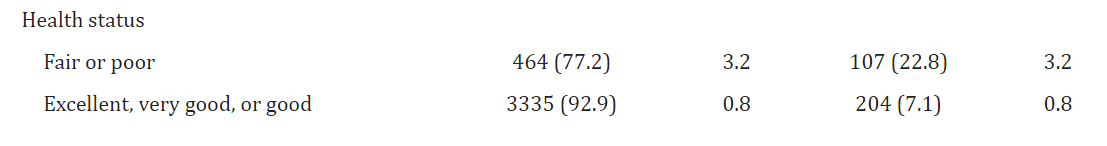 Health status
Fair or poor 464 (77.2) 3.2 107 (22.8) 3.2
Excellent, very good, or good 3335 (92.9) 0.8 204 (7.1) 0.8